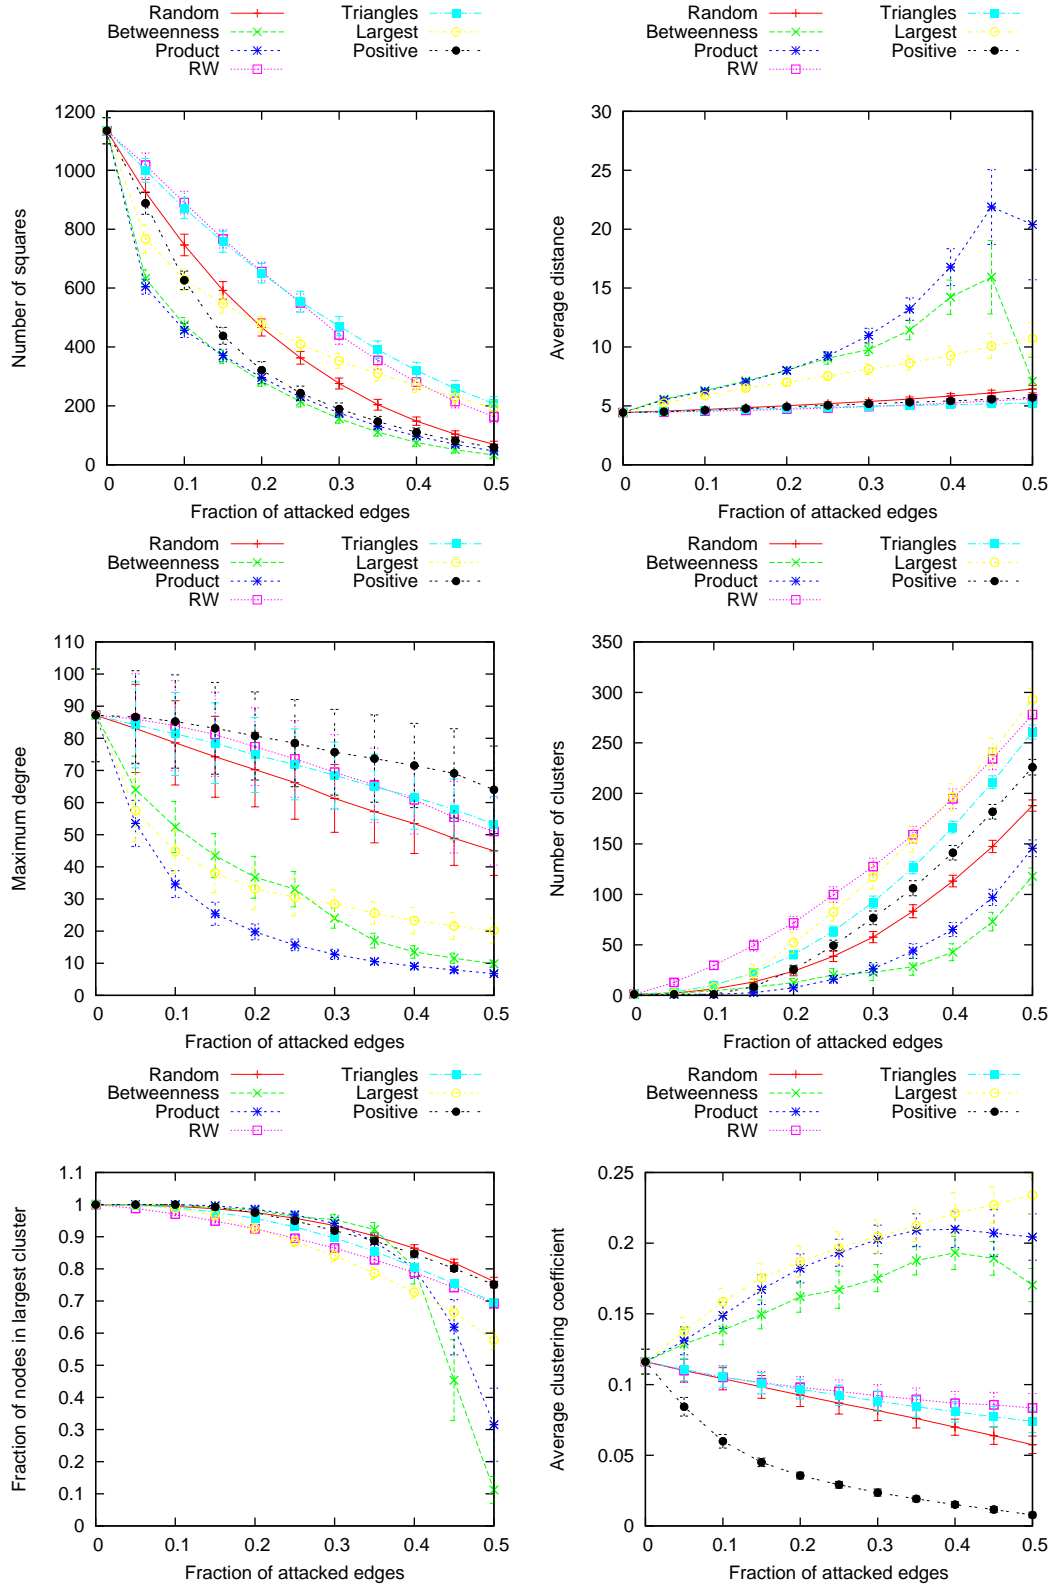 Random Triangles
Betweenness Largest
Product Positive
RW
1200
1000
800
600
400
200
0
0 0.1 0.2 0.3 0.4 0.5
Number of squares
Fraction of attacked edges
Random Triangles
Betweenness Largest
Product Positive
RW
30
25
20
15
10
5
0
0 0.1 0.2 0.3 0.4 0.5
Average distance
Fraction of attacked edges
Random Triangles
Betweenness Largest
Product Positive
RW
110
100
90
80
70
60
50
40
30
20
10
0
0 0.1 0.2 0.3 0.4 0.5
Maximum degree
Fraction of attacked edges
Random Triangles
Betweenness Largest
Product Positive
RW
350
300
250
200
150
100
50
0
0 0.1 0.2 0.3 0.4 0.5
Number of clusters
Fraction of attacked edges
Random Triangles
Betweenness Largest
Product Positive
RW
1.1
1
0.9
0.8
0.7
0.6
0.5
0.4
0.3
0.2
0.1
0
0 0.1 0.2 0.3 0.4 0.5
Fraction of nodes in largest cluster
Fraction of attacked edges
Random Triangles
Betweenness Largest
Product Positive
RW
0.25
0.2
0.15
0.1
0.05
0
0 0.1 0.2 0.3 0.4 0.5
Average clustering coefficient
Fraction of attacked edges